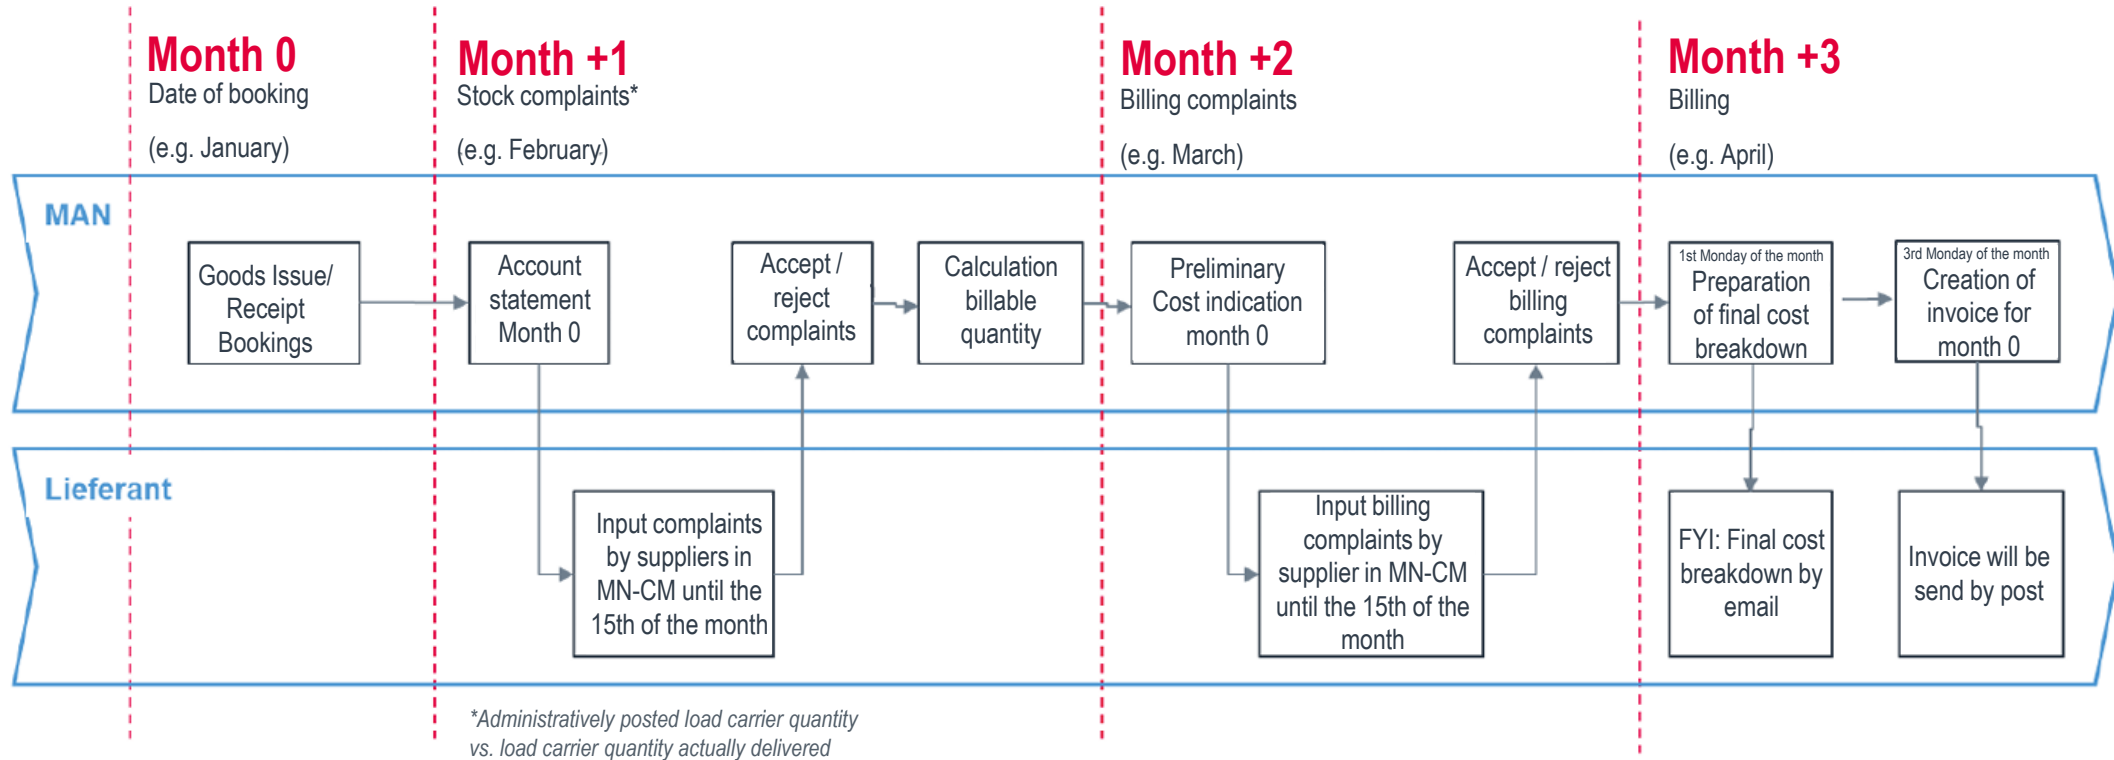 Month 0
Date of booking
(e.g. January)
Month +1
Stock complaints*
(e.g. February)
Month +2
Billing complaints
(e.g. March)
Month +3
Billing
(e.g. April)
MAN
Goods Issue/
Receipt
Bookings
Account
statement
Month 0
Accept /
reject
complaints
Calculation
billable
quantity
Preliminary
Cost indication
month 0
Accept / reject
billing
complaints
1st Monday of the month
Preparation
of final cost
breakdown
3rd Monday of the month
Creation of
invoice for
month 0
Lieferant
Input complaints
by suppliers in
MN-CM until the
15th of the month
Input billing
complaints by
supplier in MN-CM
until the 15th of the
month
FYI: Final cost
breakdown by
email
Invoice will be
send by post
*Administratively posted load carrier quantity
vs. load carrier quantity actually delivered